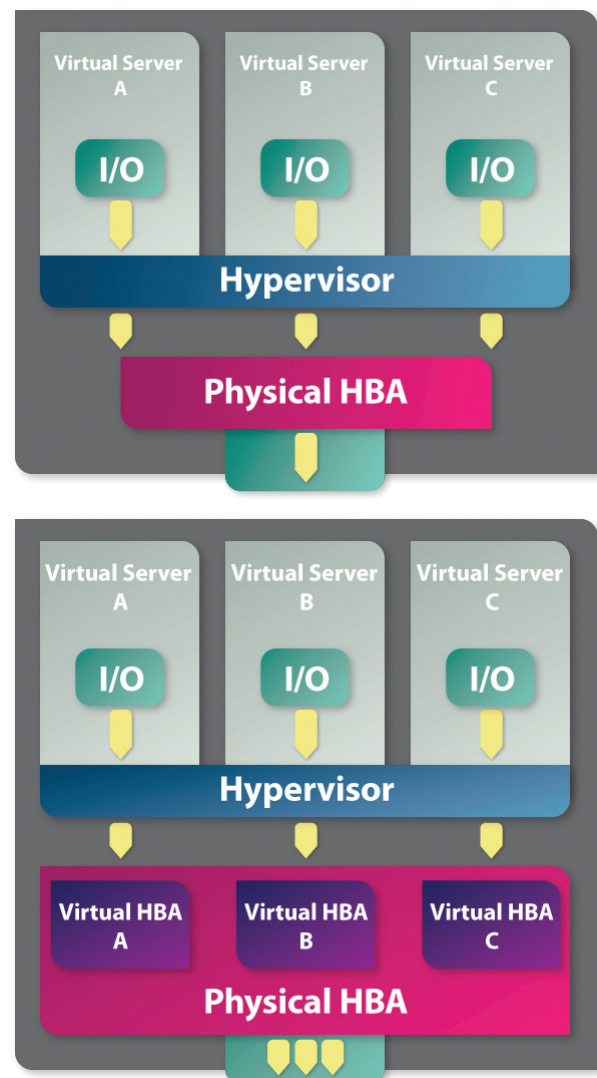 Virtual Server Virtual Server Virtual Server
A B C
I/O I/O I/O
Hypervisor
Physical HBA
Virtual Server Virtual Server Virtual Server
A B C
I/O I/O I/O
Hypervisor
Virtual HBA Virtual HBA Virtual HBA
A B C
Physical HBA